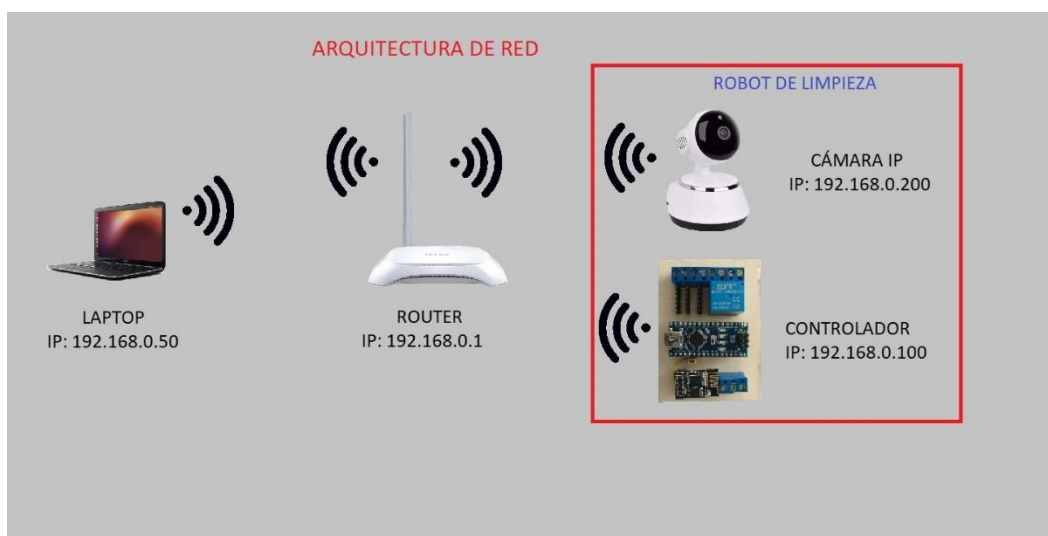 ARQUITECTURA DE RED
ROBOT DE LIMPIEZA
CÁMARA IP
IP: 192.168.0.200
LAPTOP
IP: 192.168.0.50
ROUTER
IP: 192.168.0.1
CONTROLADOR
IP: 192.168.0.100